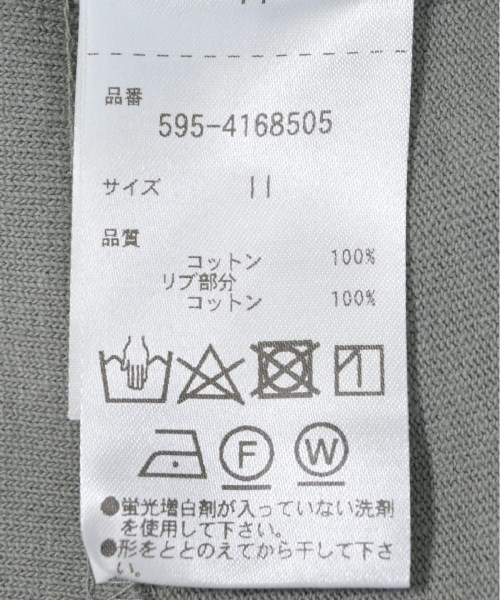 品番
595-4168505
サイズ 11
品質
コットン 100%
リブ部分
コットン 100%
F W
●蛍光増白剤が入っていない洗剤
を使用して下さい。
●形をととのえてから干して下さ
い。